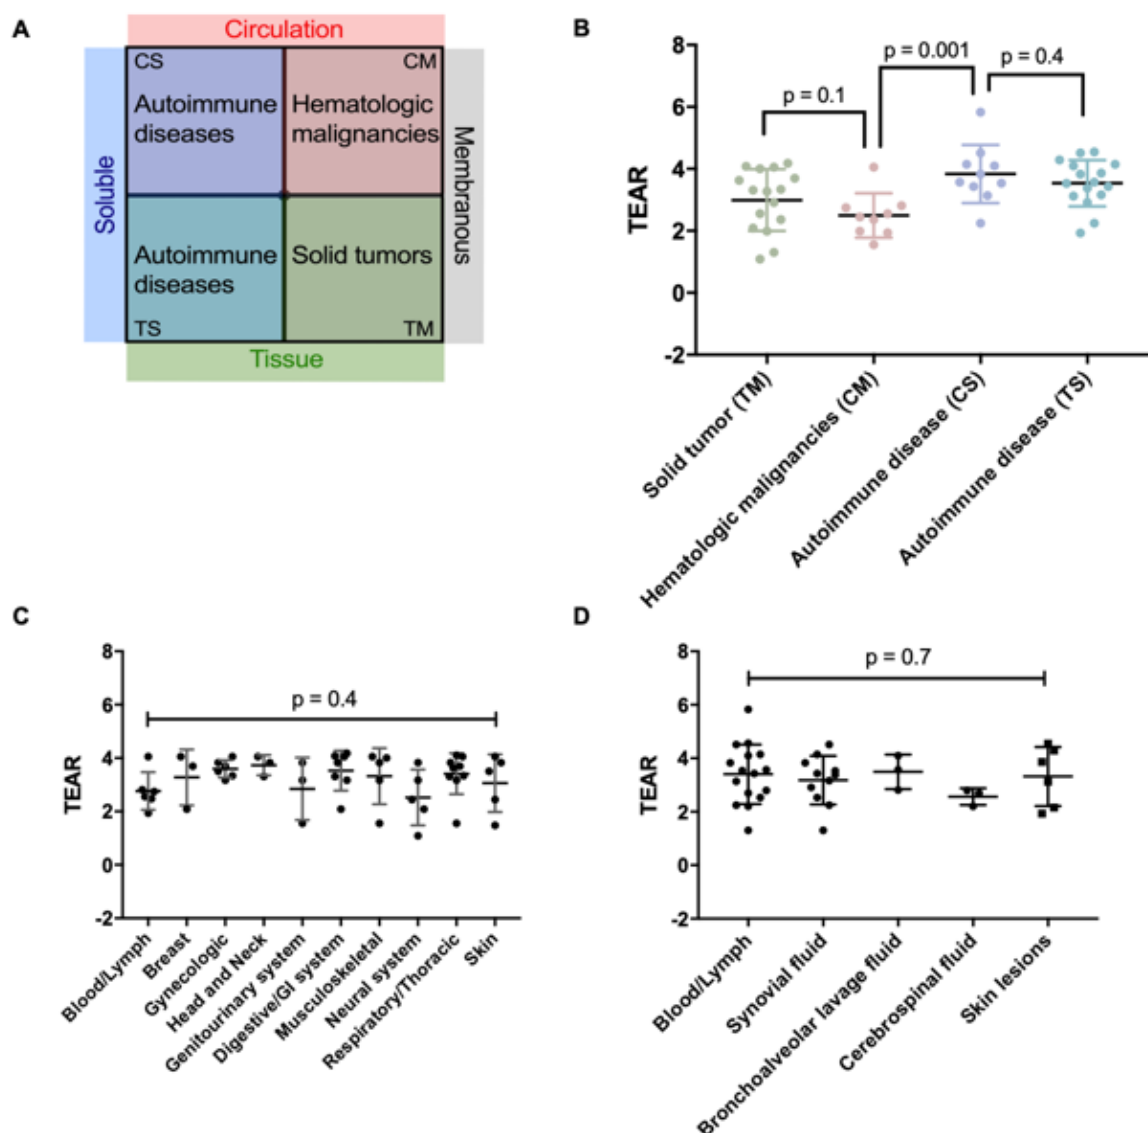 A
Circulation
CS
CM
Autoimmune
diseases
Hematologic
malignancies
Soluble
Membranous
Autoimmune
diseases
Solid tumors
TS
TM
Tissue
B
8
6
4
2
0
-2
TEAR
p = 0.1
p = 0.001
p = 0.4
Solid tumor (TM)
Hematologic malignancies (CM)
Autoimmune disease (CS)
Autoimmune disease (TS)
C
8
6
4
2
0
-2
TEAR
p = 0.4
Blood/Lymph
Breast
Gynecologic
Head and Neck
Genitourinary system
Digestive/GI system
Musculoskeletal
Neural system
Respiratory/Thoracic
Skin
D
8
6
4
2
0
-2
TEAR
p = 0.7
Blood/Lymph
Synovial fluid
Bronchoalveolar lavage fluid
Cerebrospinal fluid
Skin lesions